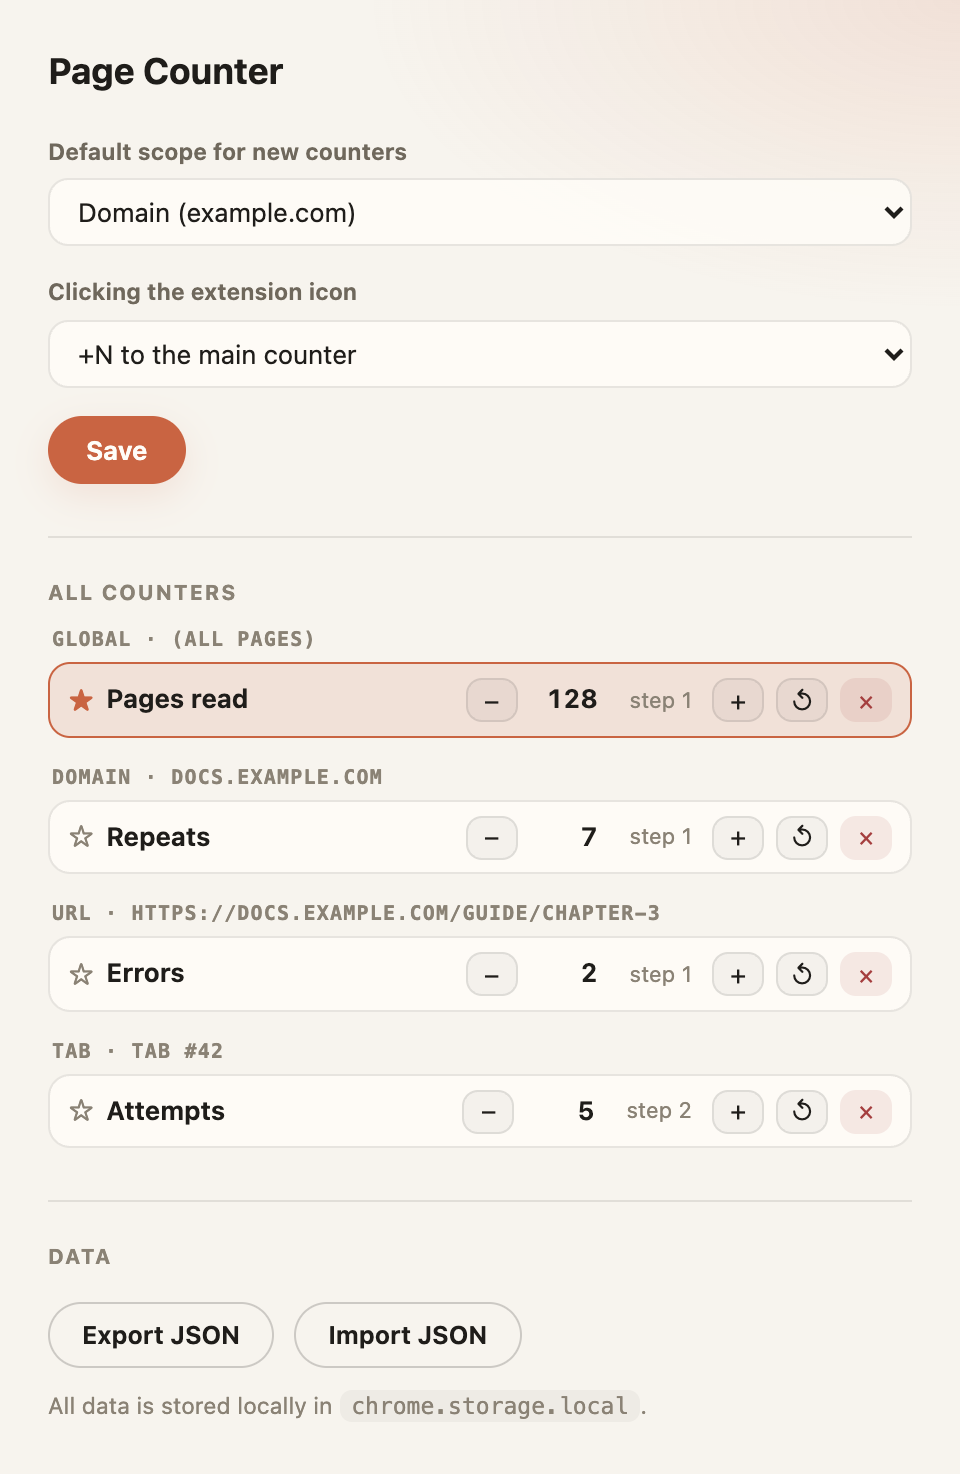 Page Counter
Default scope for new counters
Domain (example.com)
Clicking the extension icon
+N to the main counter
Save
ALL COUNTERS
GLOBAL · (ALL PAGES)
★ Pages read − 128 step 1 + ↺ ×
DOMAIN · DOCS.EXAMPLE.COM
☆ Repeats − 7 step 1 + ↺ ×
URL · HTTPS://DOCS.EXAMPLE.COM/GUIDE/CHAPTER-3
☆ Errors − 2 step 1 + ↺ ×
TAB · TAB #42
☆ Attempts − 5 step 2 + ↺ ×
DATA
Export JSON Import JSON
All data is stored locally in chrome.storage.local.